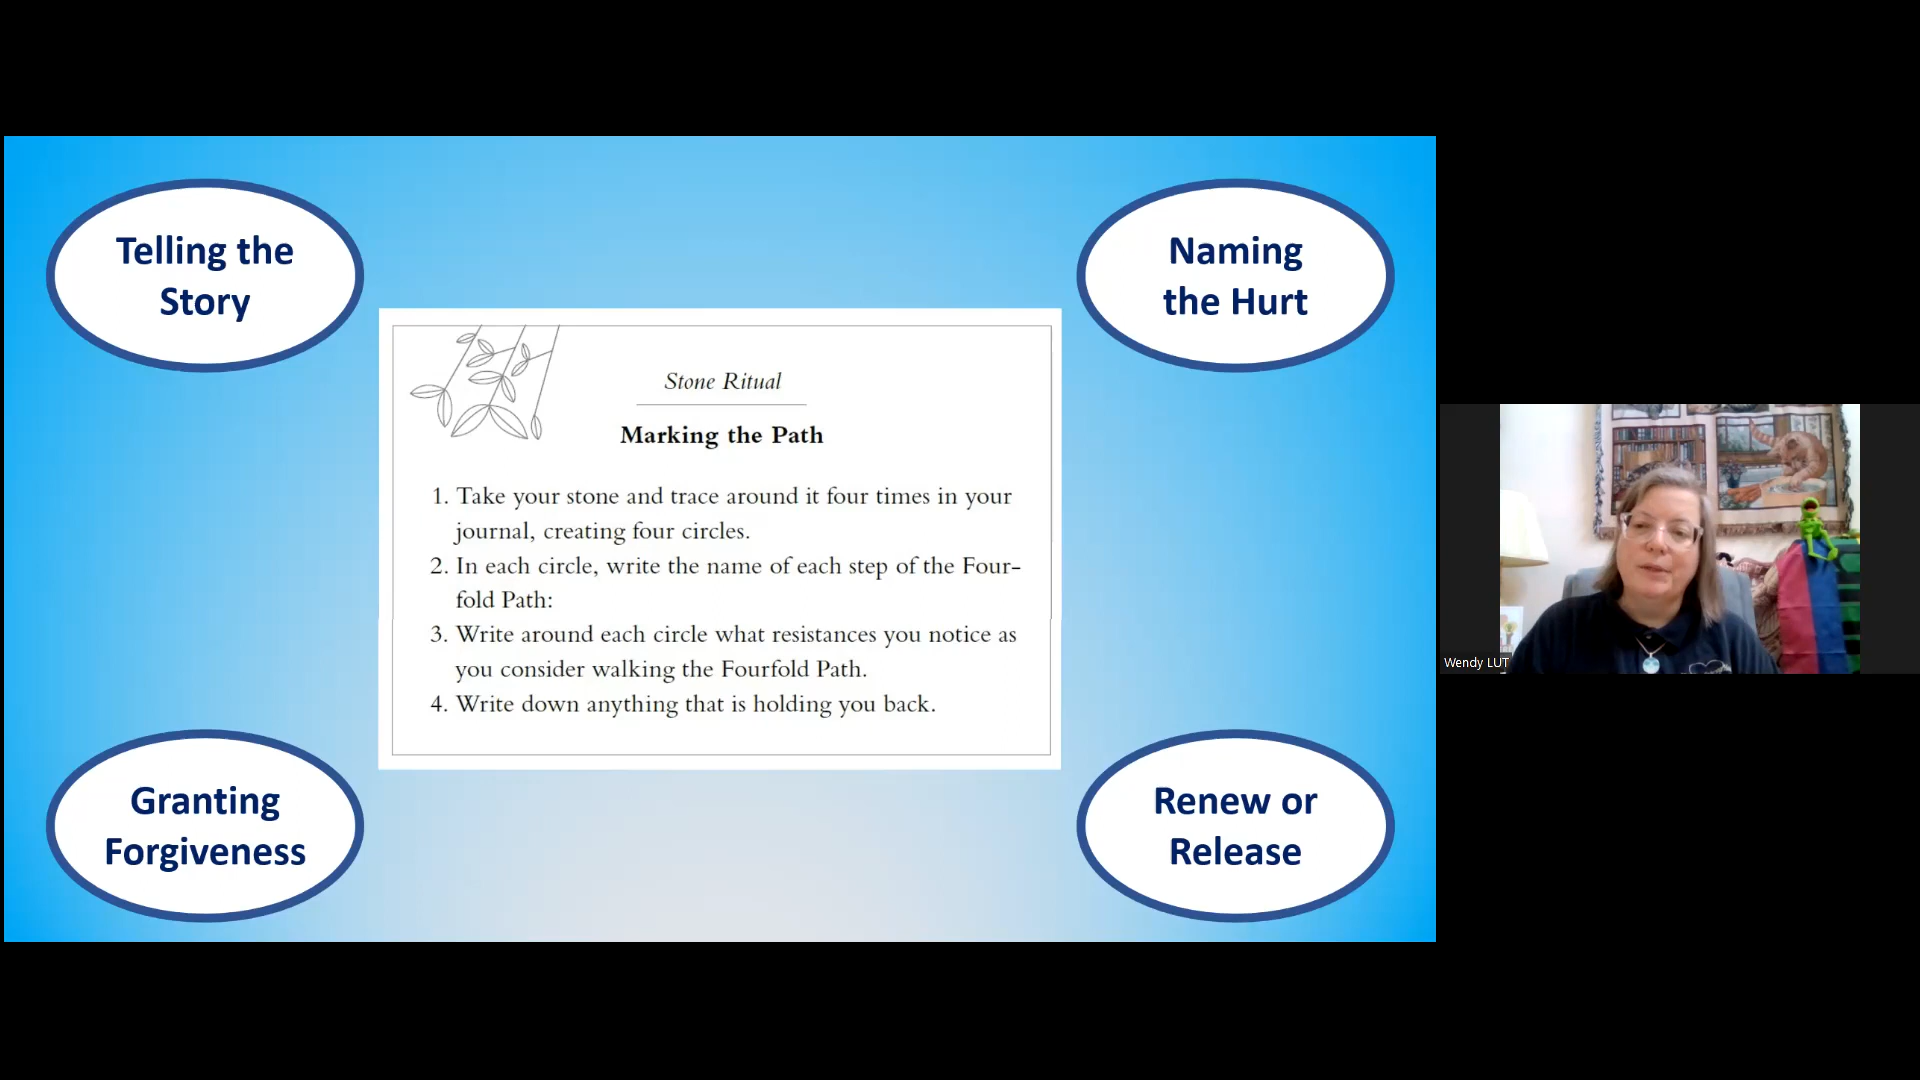 Telling the
Story
Naming
the Hurt
Stone Ritual
Marking the Path
1. Take your stone and trace around it four times in your
journal, creating four circles.
2. In each circle, write the name of each step of the Four-
fold Path:
3. Write around each circle what resistances you notice as
you consider walking the Fourfold Path.
4. Write down anything that is holding you back.
Granting
Forgiveness
Renew or
Release
Wendy LUT